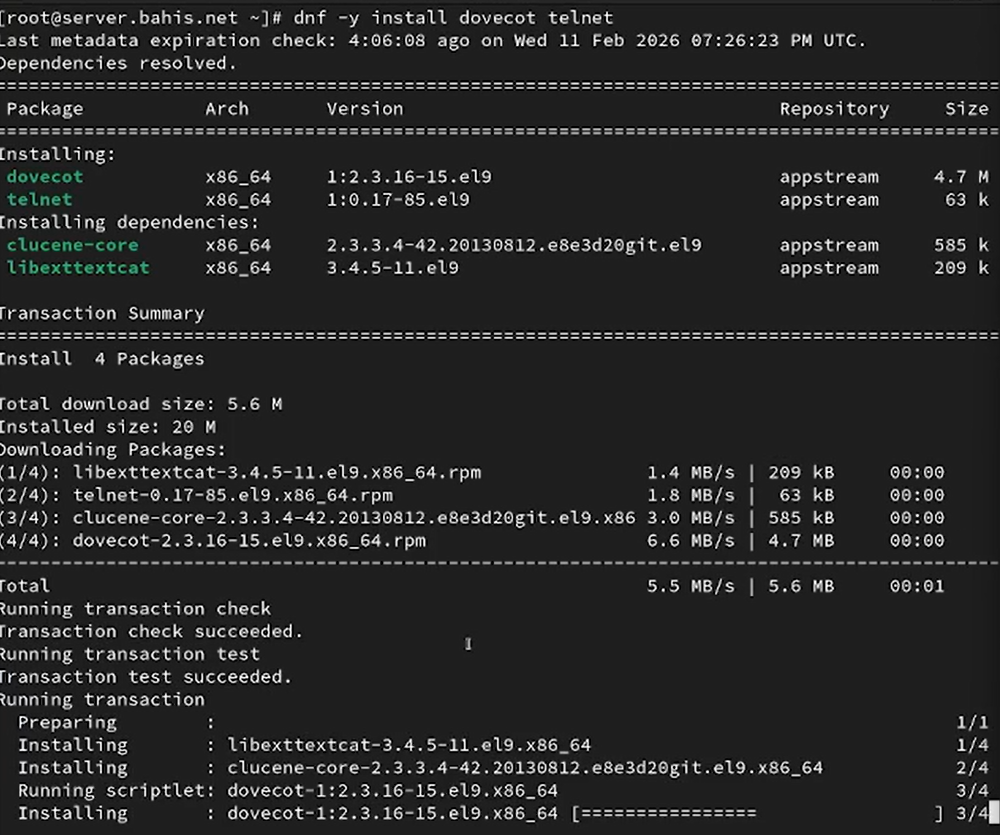 [root@server.bahis.net ~]# dnf -y install dovecot telnet
Last metadata expiration check: 4:06:08 ago on Wed 11 Feb 2026 07:26:23 PM UTC.
Dependencies resolved.
================================================================================
Package Arch Version Repository Size
================================================================================
Installing:
dovecot x86_64 1:2.3.16-15.el9 appstream 4.7 M
telnet x86_64 1:0.17-85.el9 appstream 63 k
Installing dependencies:
clucene-core x86_64 2.3.3.4-42.20130812.e8e3d20git.el9 appstream 585 k
libexttextcat x86_64 3.4.5-11.el9 appstream 209 k
Transaction Summary
================================================================================
Install 4 Packages
Total download size: 5.6 M
Installed size: 20 M
Downloading Packages:
(1/4): libexttextcat-3.4.5-11.el9.x86_64.rpm 1.4 MB/s | 209 kB 00:00
(2/4): telnet-0.17-85.el9.x86_64.rpm 1.8 MB/s | 63 kB 00:00
(3/4): clucene-core-2.3.3.4-42.20130812.e8e3d20git.el9.x86 3.0 MB/s | 585 kB 00:00
(4/4): dovecot-2.3.16-15.el9.x86_64.rpm 6.6 MB/s | 4.7 MB 00:00
--------------------------------------------------------------------------------
Total 5.5 MB/s | 5.6 MB 00:01
Running transaction check
Transaction check succeeded.
Running transaction test
Transaction test succeeded.
Running transaction
Preparing : 1/1
Installing : libexttextcat-3.4.5-11.el9.x86_64 1/4
Installing : clucene-core-2.3.3.4-42.20130812.e8e3d20git.el9.x86_64 2/4
Running scriptlet: dovecot-1:2.3.16-15.el9.x86_64 3/4
Installing : dovecot-1:2.3.16-15.el9.x86_64 [================ ] 3/4